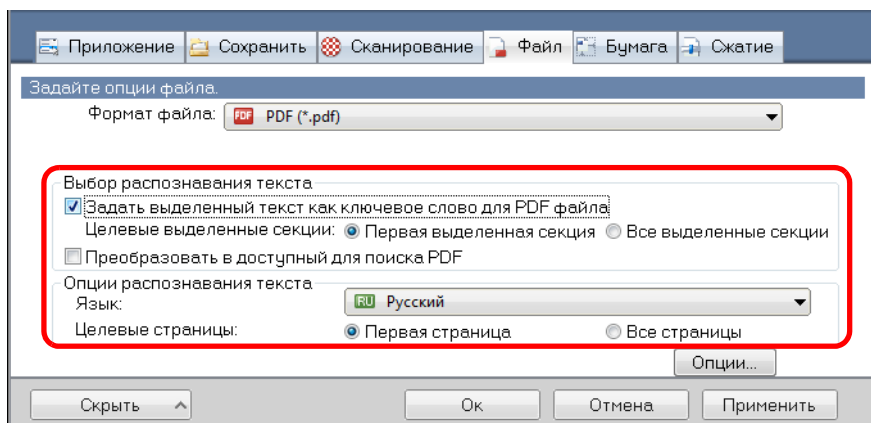 Приложение Сохранить Сканирование Файл Бумага Сжатие
Задайте опции файла.
Формат файла: PDF PDF (*.pdf)
Выбор распознавания текста
Задать выделенный текст как ключевое слово для PDF файла
Целевые выделенные секции: Первая выделенная секция Все выделенные секции
Преобразовать в доступный для поиска PDF
Опции распознавания текста
Язык: RU Русский
Целевые страницы: Первая страница Все страницы
Опции...
Скрыть Ок Отмена Применить